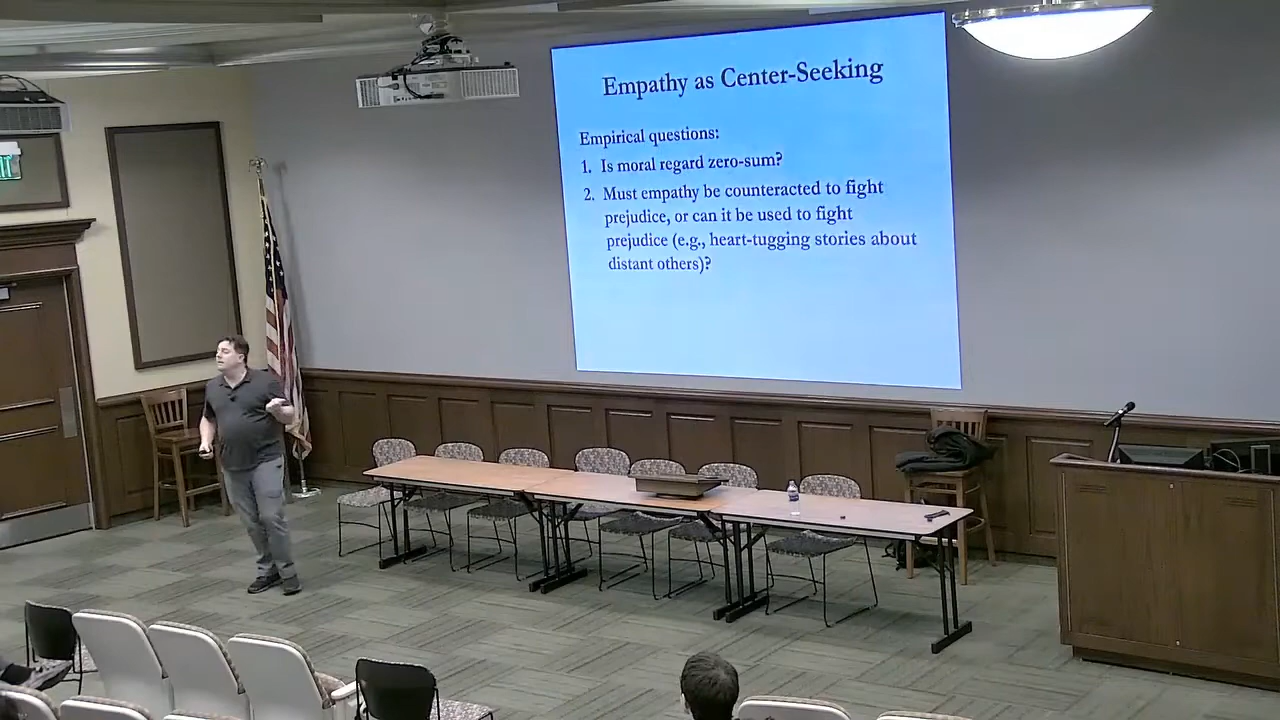 Empathy as Center-Seeking
Empirical questions:
1. Is moral regard zero-sum?
2. Must empathy be counteracted to fight
prejudice, or can it be used to fight
prejudice (e.g., heart-tugging stories about
distant others)?